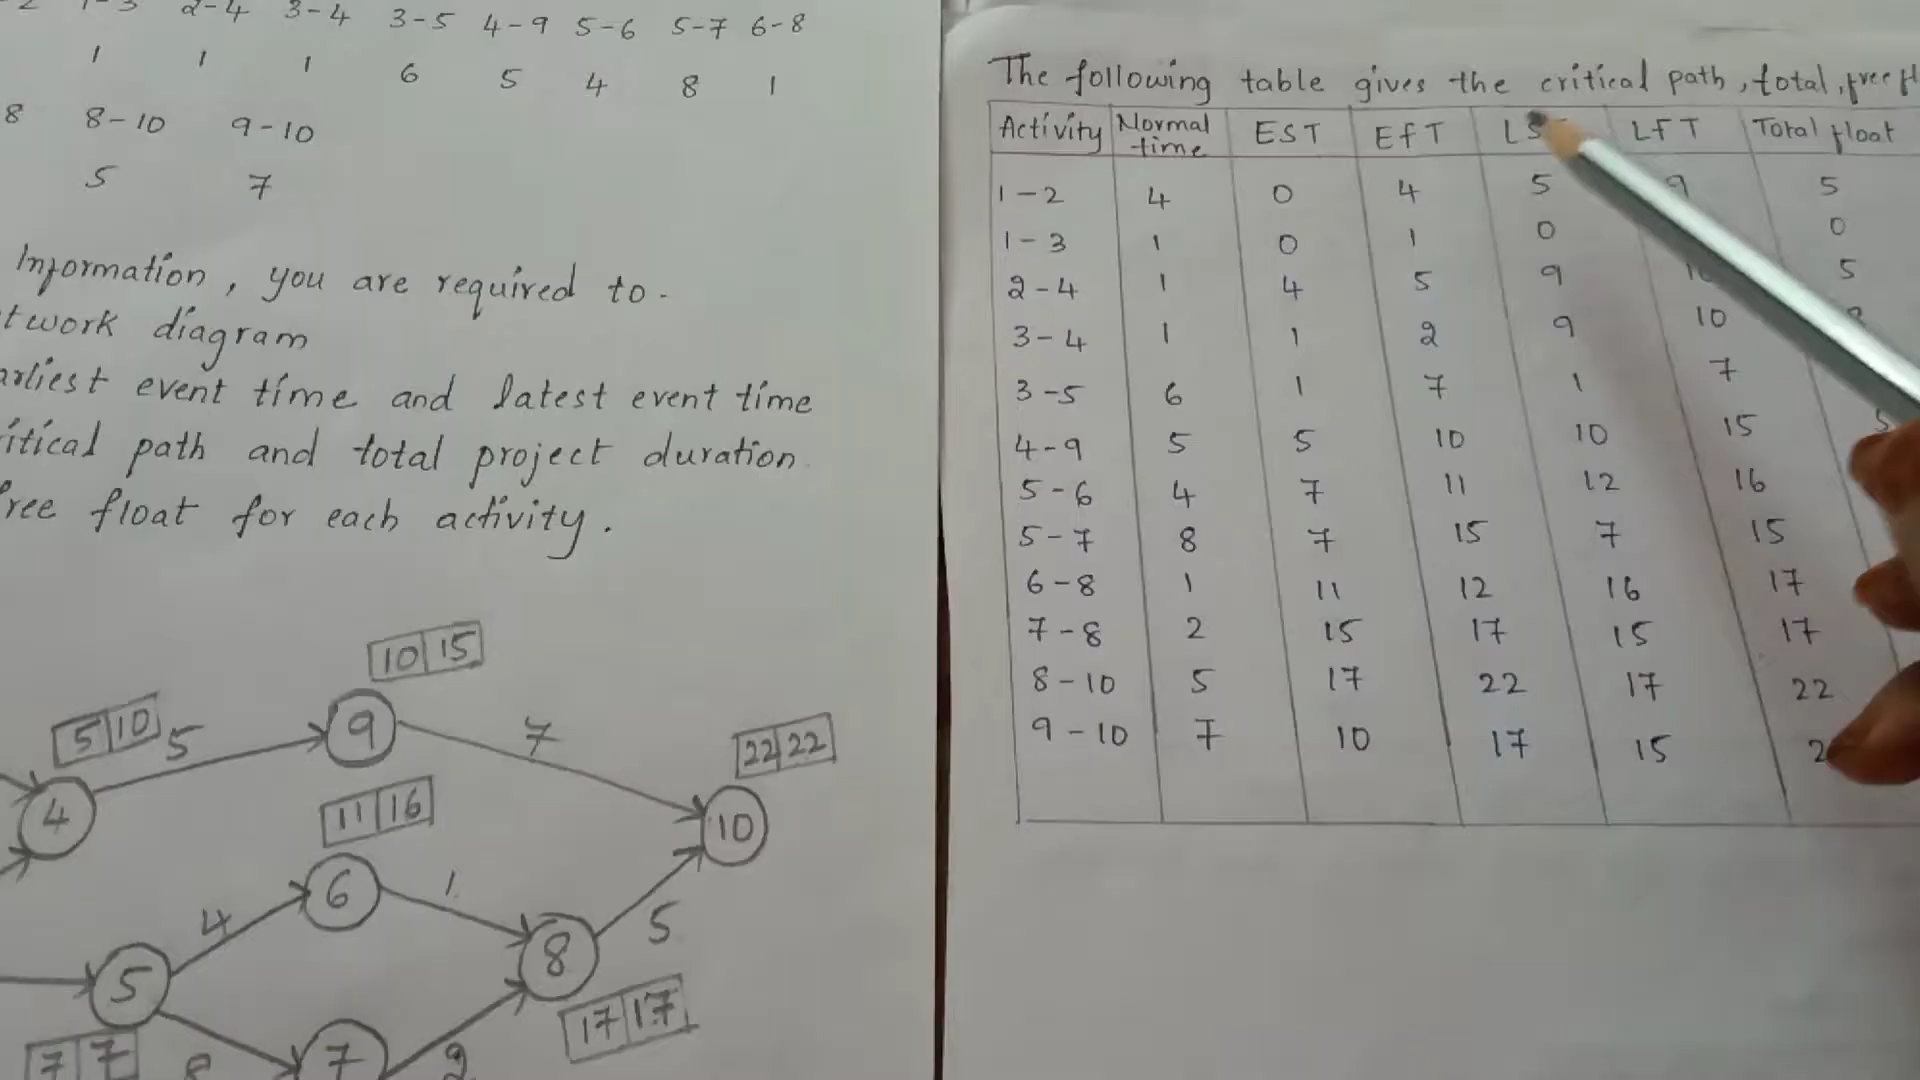 1-3 2-4 3-4 3-5 4-9 5-6 5-7 6-8
1 1 1 6 5 4 8 1
8 8-10 9-10
5 7
Information, you are required to -
twork diagram
arliest event time and latest event time
itical path and total project duration
free float for each activity.
10 15
5 10 5 9 7
22 22
4 11 16 10
6 1
4 5
5 8
17 17
7 7 7
8 2
The following table gives the critical path, total, free fl
Activity Normal time EST EFT LST LFT Total float
1-2 4 0 4 5 9 5
1-3 1 0 1 0 0
2-4 1 4 5 9 10 5
3-4 1 1 2 9 10
3-5 6 1 7 1 7
4-9 5 5 10 10 15 5
5-6 4 7 11 12 16
5-7 8 7 15 7 15
6-8 1 11 12 16 17
7-8 2 15 17 15 17
8-10 5 17 22 17 22
9-10 7 10 17 15 2